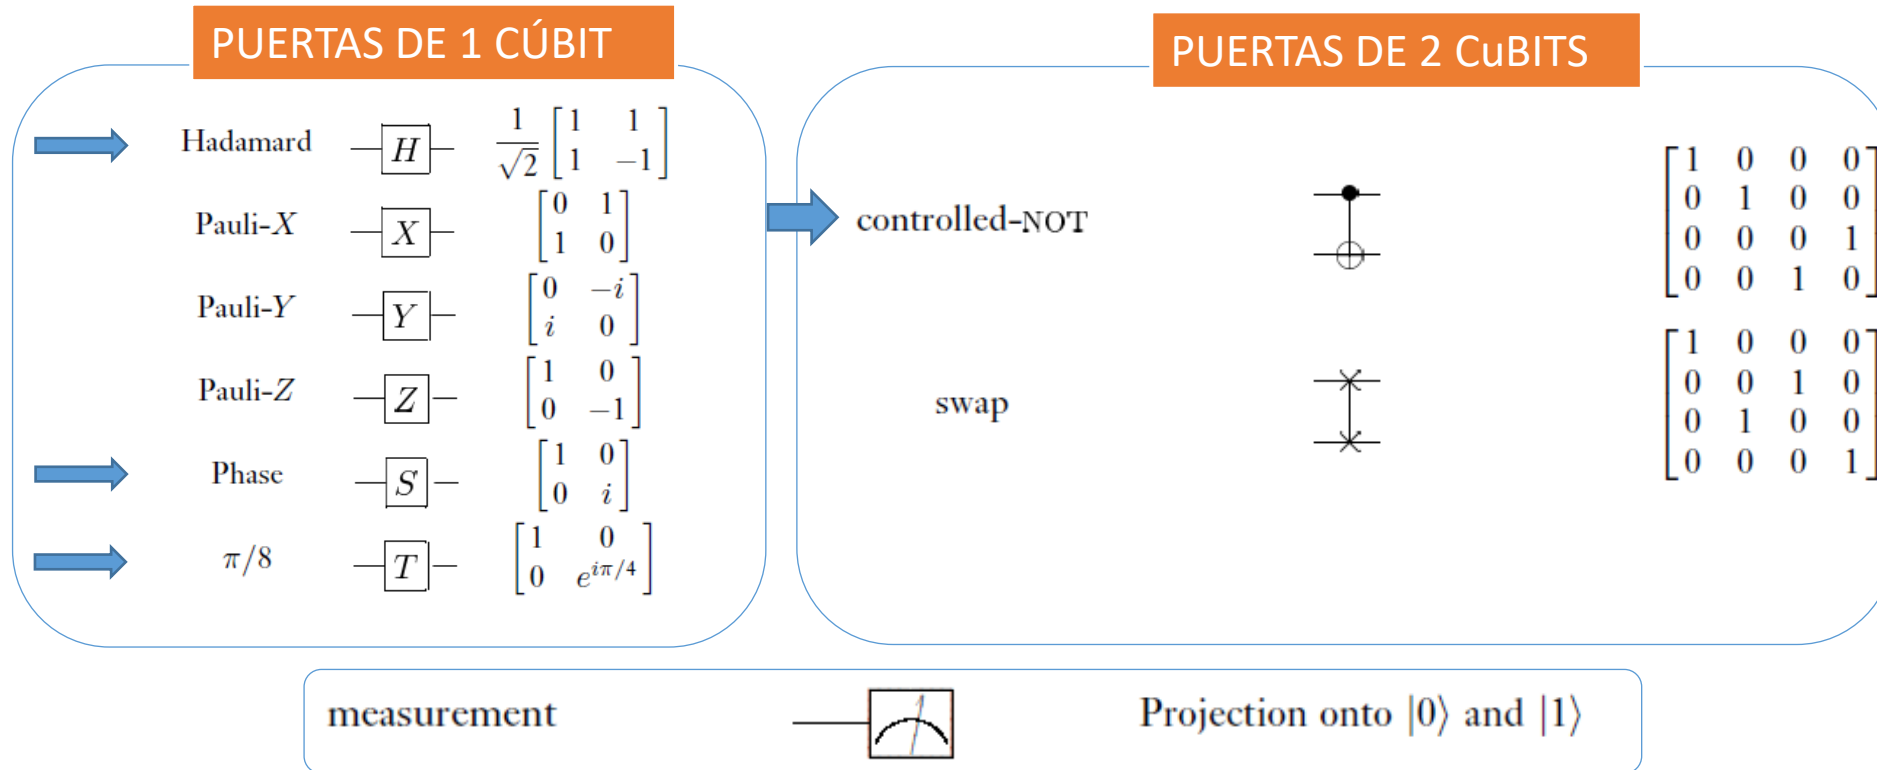 PUERTAS DE 1 CÚBIT
Hadamard H 1/√2 [1 1; 1 −1]
Pauli-X X [0 1; 1 0]
Pauli-Y Y [0 −i; i 0]
Pauli-Z Z [1 0; 0 −1]
Phase S [1 0; 0 i]
π/8 T [1 0; 0 e^{iπ/4}]
PUERTAS DE 2 CuBITS
controlled-NOT
1 0 0 0
0 1 0 0
0 0 0 1
0 0 1 0
swap
1 0 0 0
0 0 1 0
0 1 0 0
0 0 0 1
measurement Projection onto |0⟩ and |1⟩